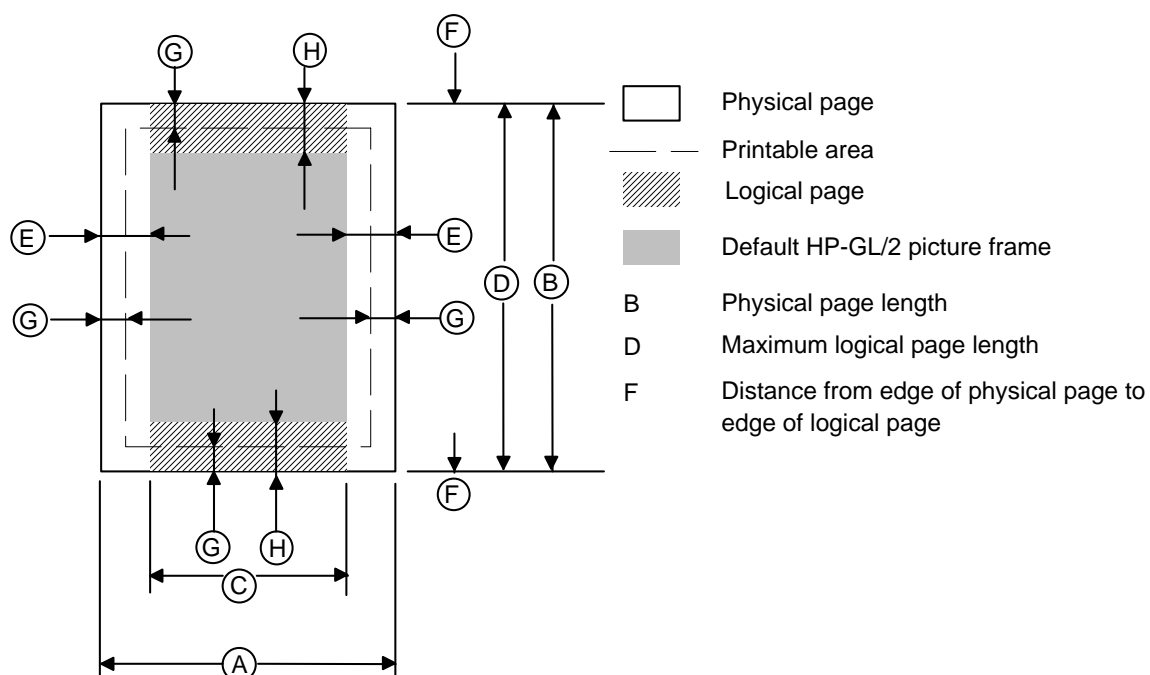 F
G
H
Physical page
Printable area
Logical page
E
E
Default HP-GL/2 picture frame
D
B
B Physical page length
G
G
D Maximum logical page length
F Distance from edge of physical page to
edge of logical page
F
G
H
C
A